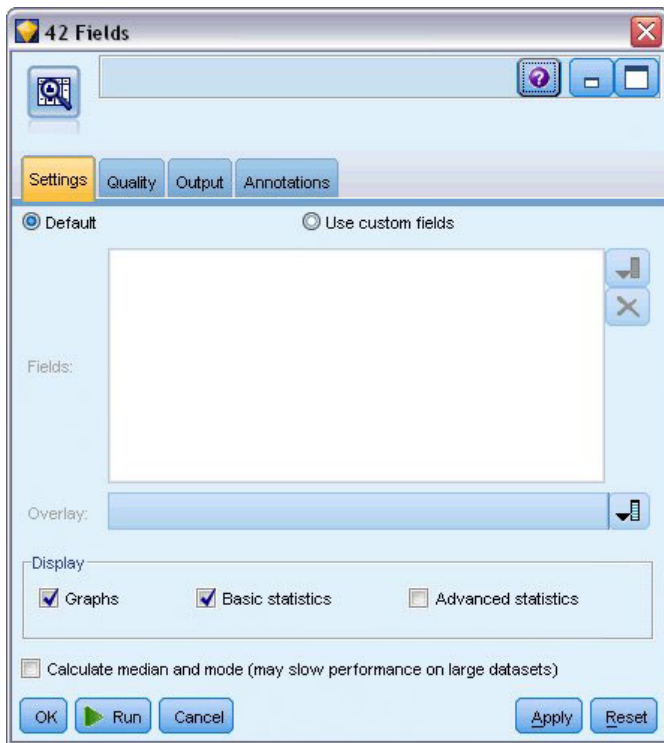 42 Fields
?
Settings Quality Output Annotations
Default Use custom fields
Fields:
Overlay:
Display
Graphs Basic statistics Advanced statistics
Calculate median and mode (may slow performance on large datasets)
OK Run Cancel Apply Reset